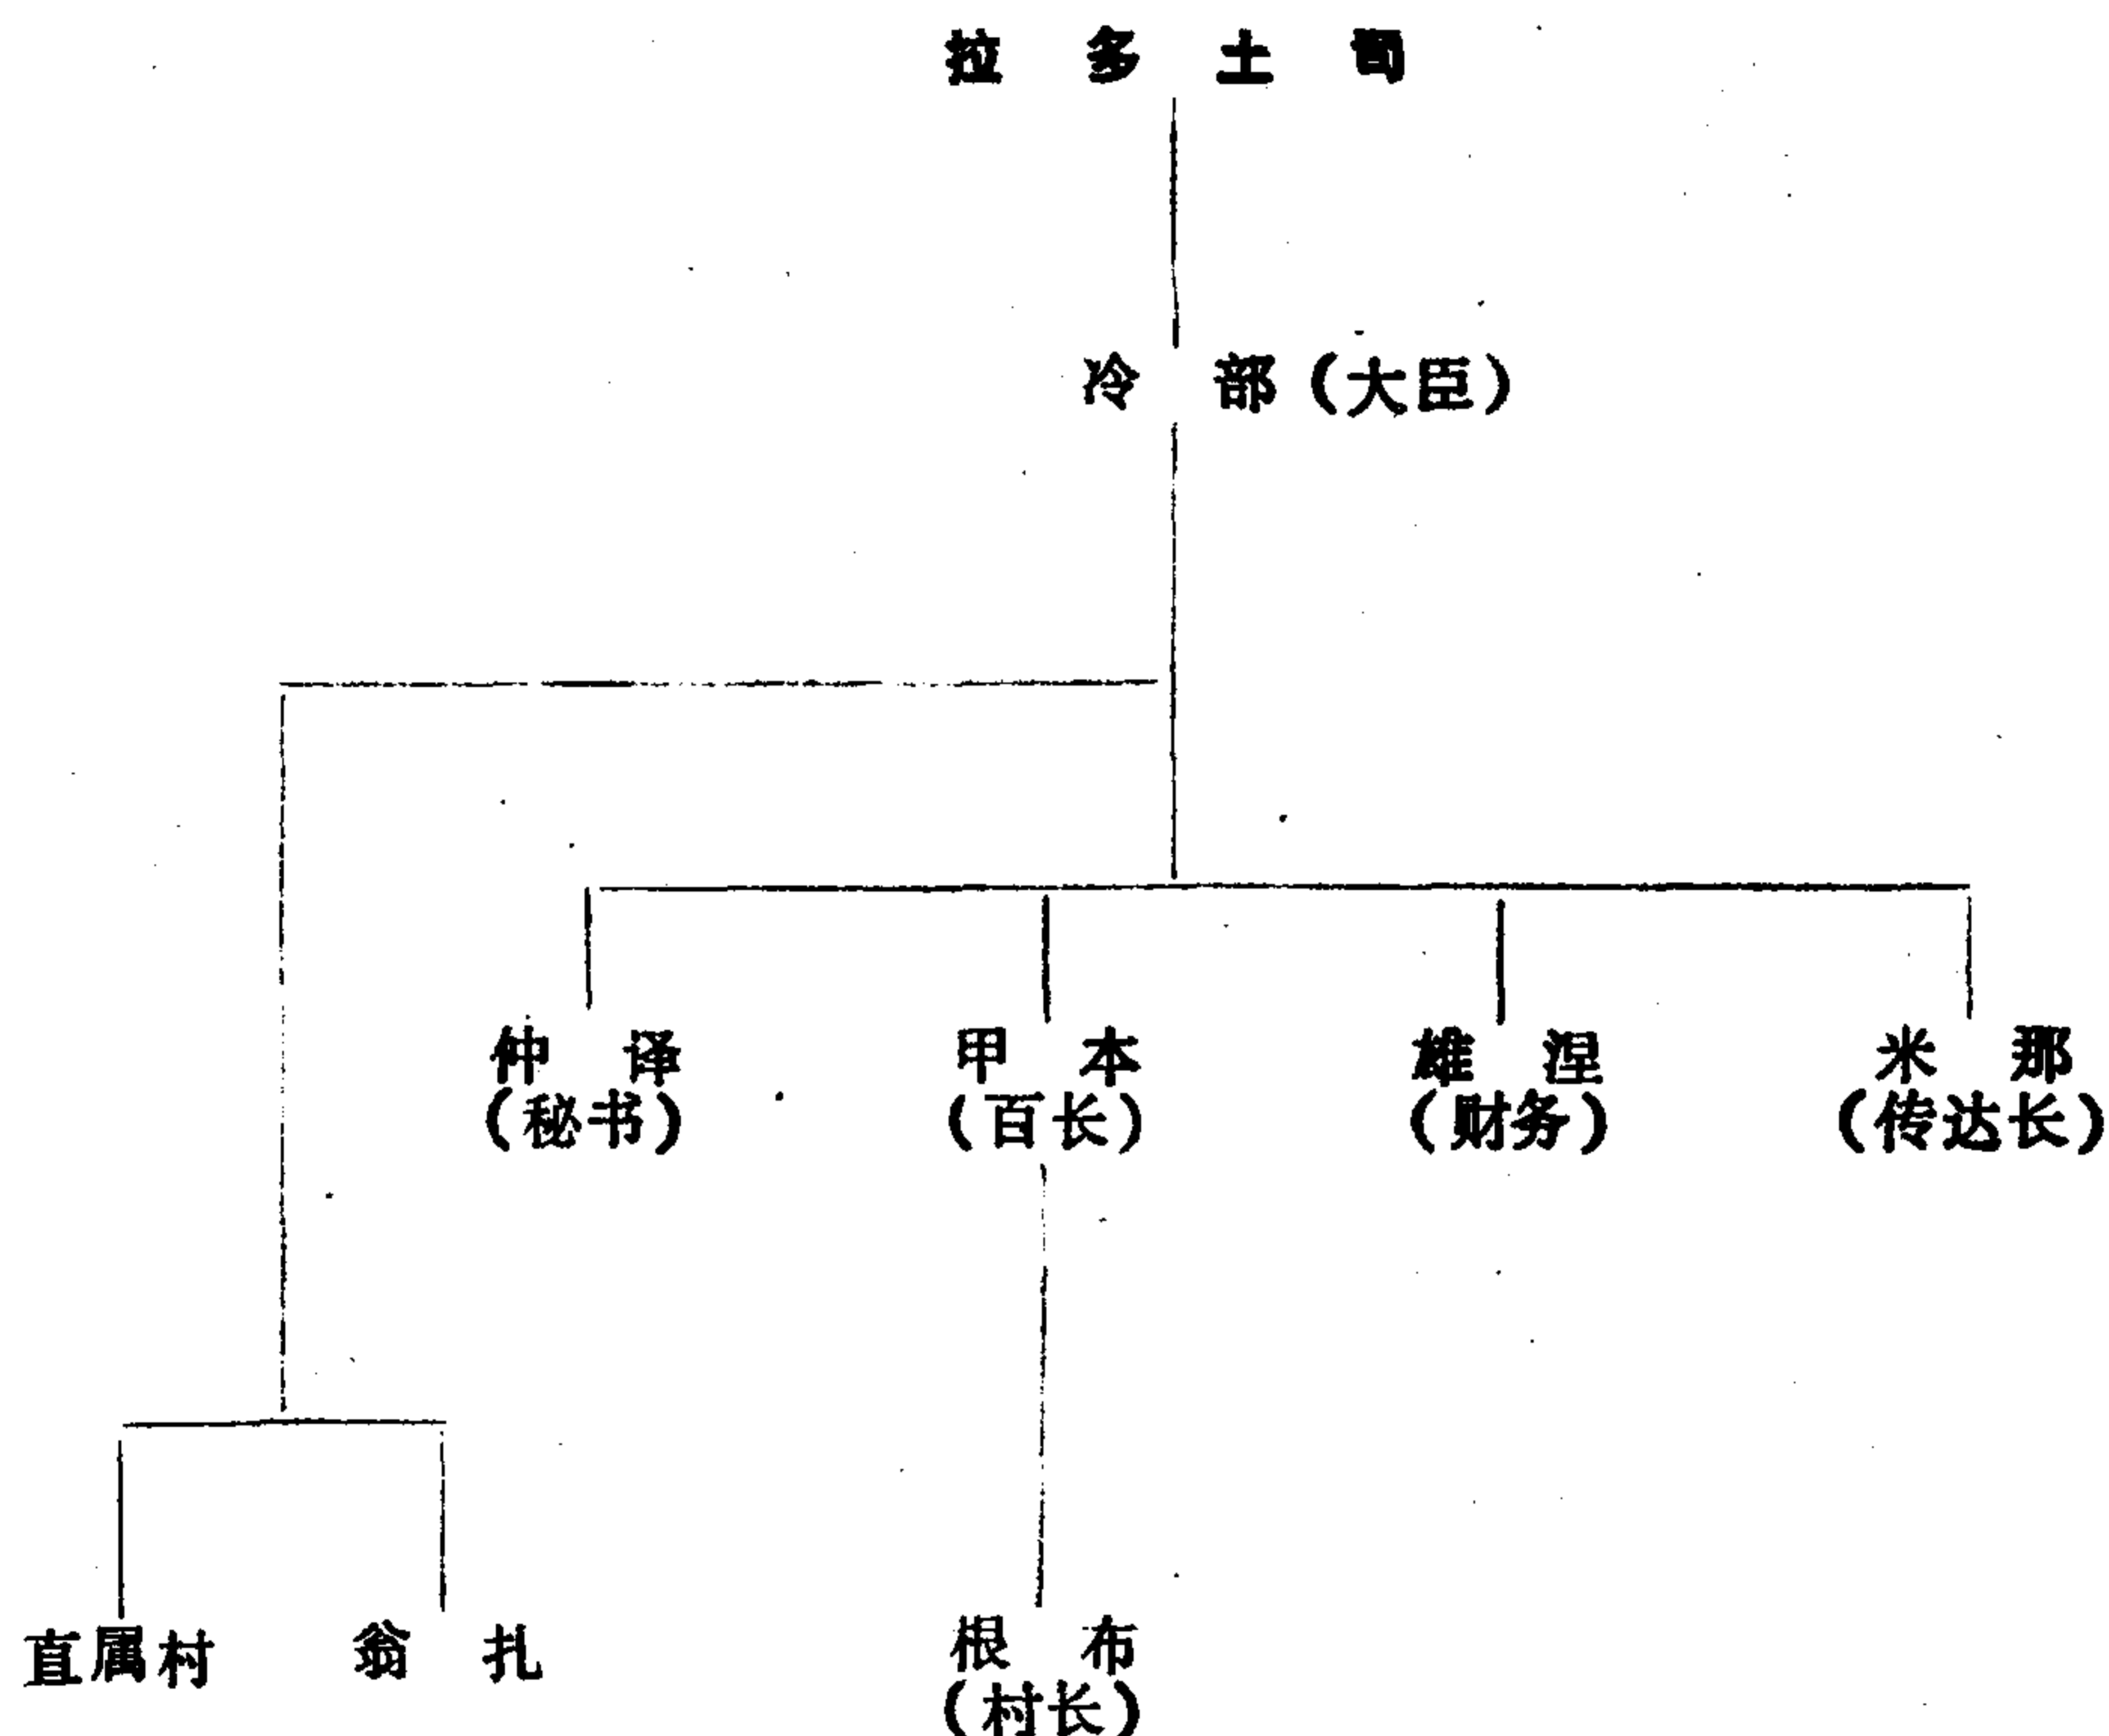 拉多土司
冷部（大臣）
仲译 甲本 雄涅 米那
（秘书） （百长） （财务） （传达长）
直属村 翁扎 根布
（村长）